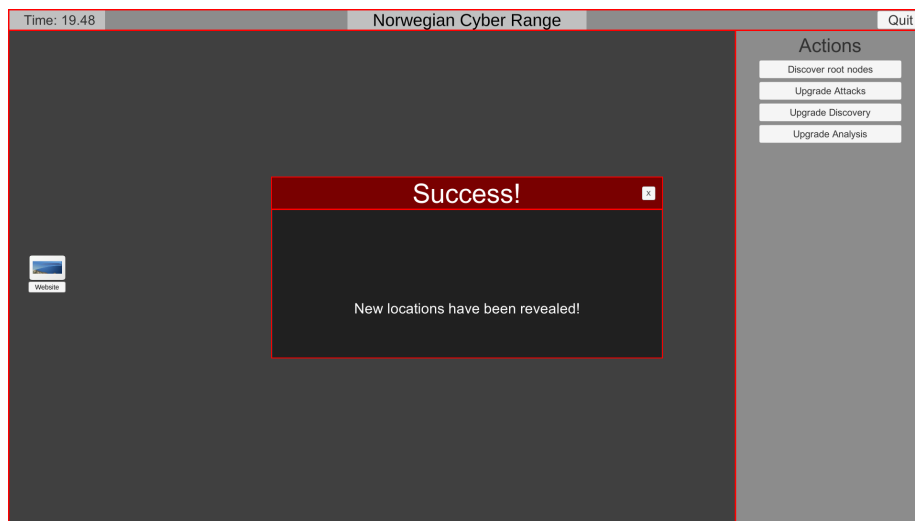 Time: 19.48
Norwegian Cyber Range
Quit
Actions
Discover root nodes
Upgrade Attacks
Upgrade Discovery
Upgrade Analysis
Success!
X
New locations have been revealed!
Website